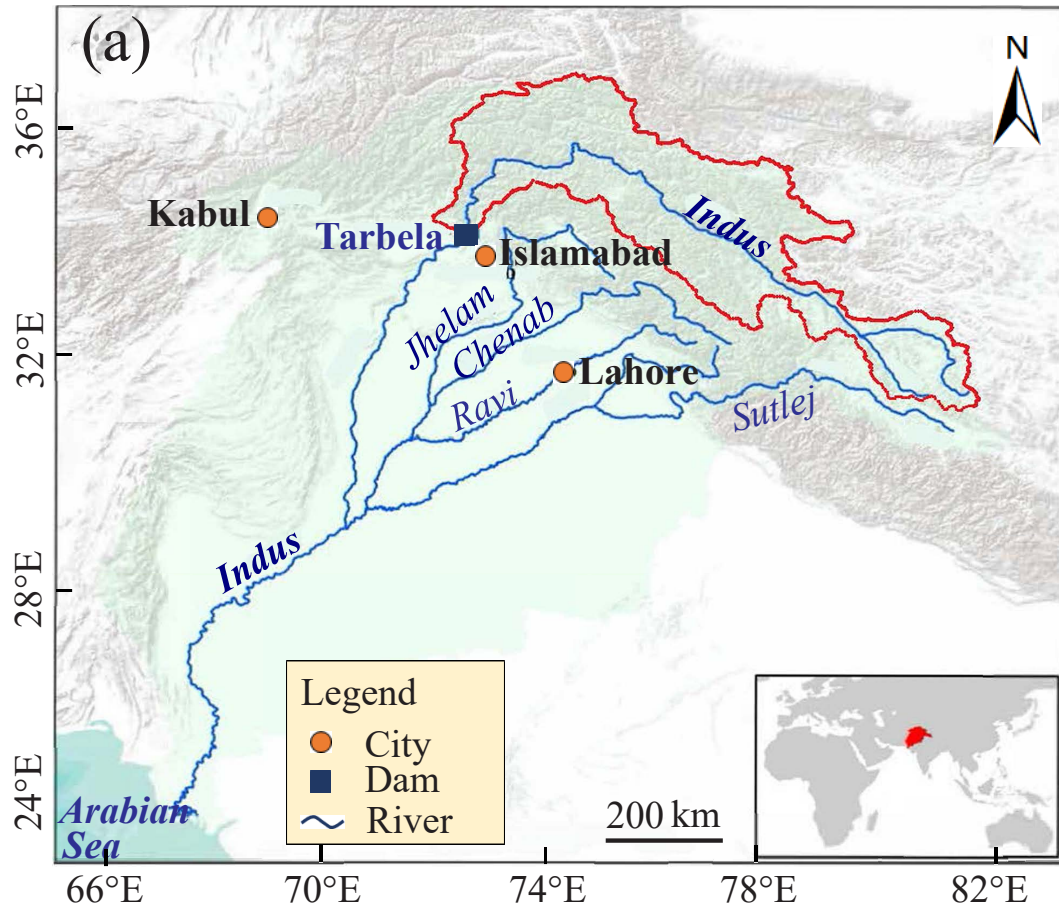 (a)
N
36°E
Indus
Kabul
Tarbela
Islamabad
Jhelam
Chenab
32°E
Lahore
Ravi
Sutlej
Indus
28°E
Legend
City
Dam
River
24°E
Arabian
Sea
200 km
66°E
70°E
74°E
78°E
82°E